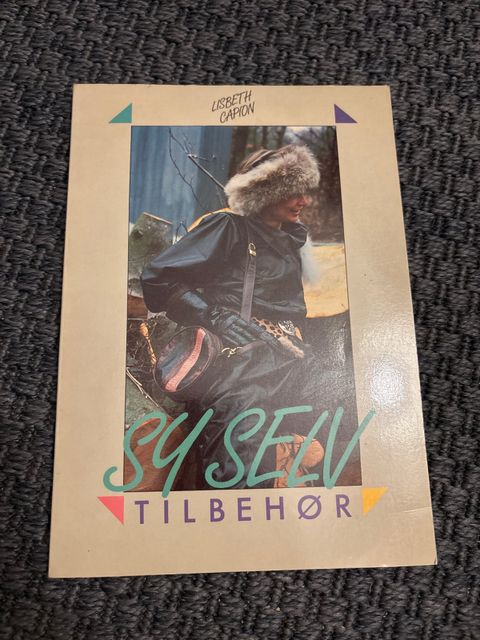 LISBETH
CAPION
SY SELV
TILBEHØR